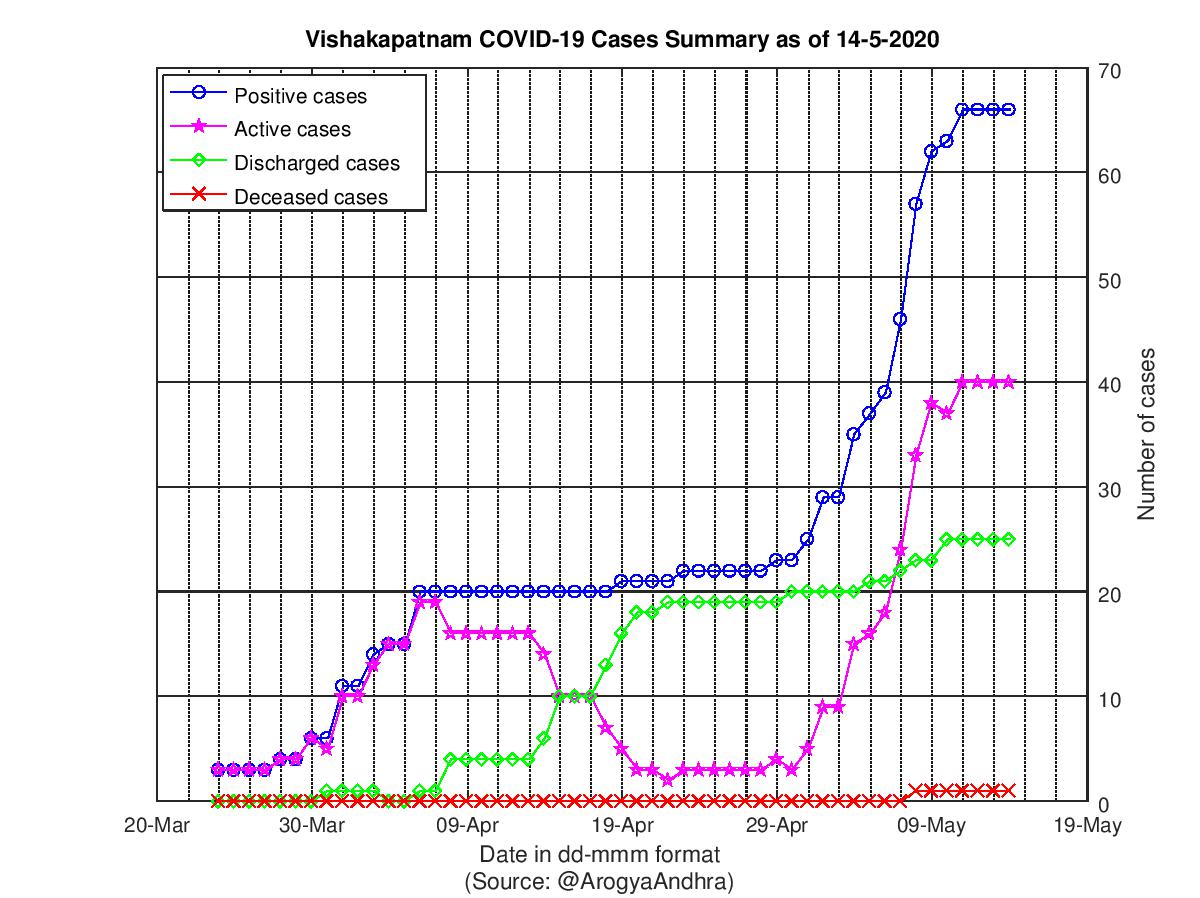 Vishakapatnam COVID-19 Cases Summary as of 14-5-2020
Positive cases
Active cases
Discharged cases
Deceased cases
70
60
50
40
30
20
10
0
Number of cases
20-Mar 30-Mar 09-Apr 19-Apr 29-Apr 09-May 19-May
Date in dd-mmm format
(Source: @ArogyaAndhra)